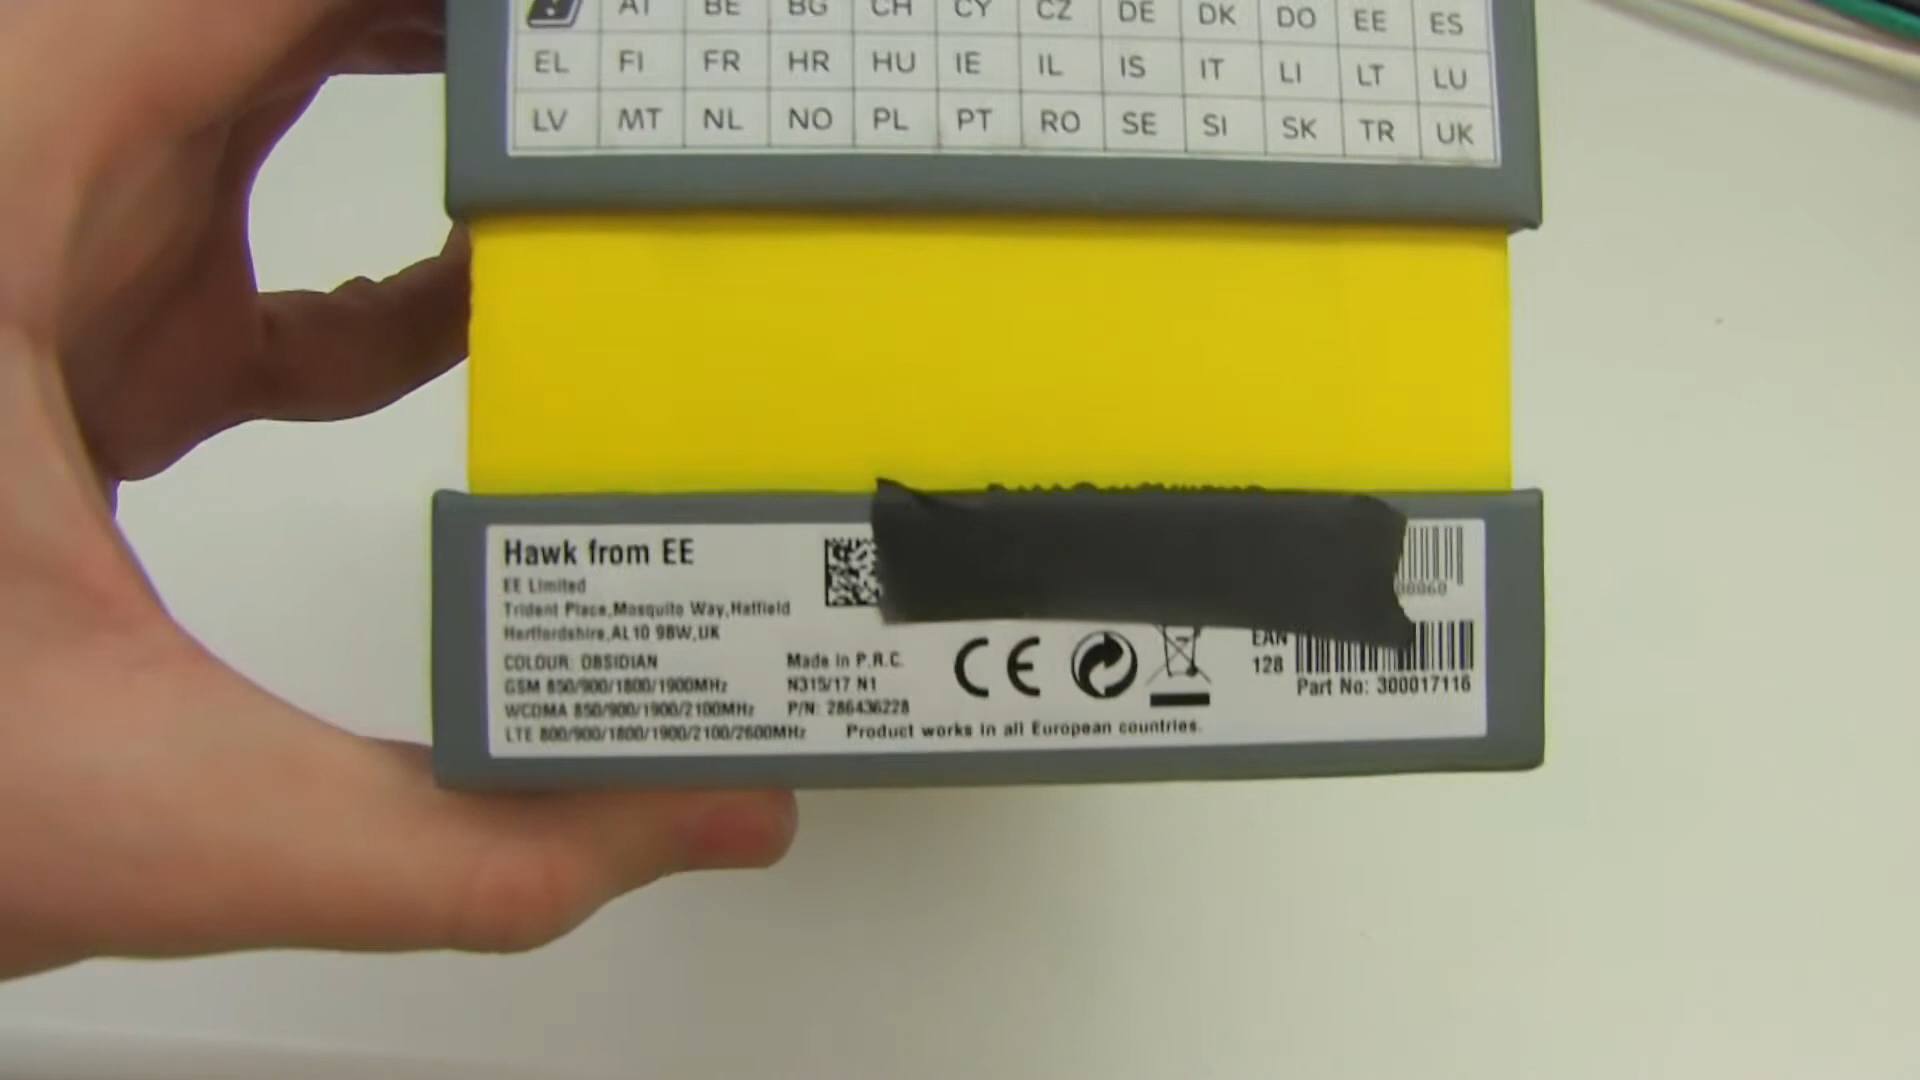 AT BE BG CH CY CZ DE DK DO EE ES
EL FI FR HR HU IE IL IS IT LI LT LU
LV MT NL NO PL PT RO SE SI SK TR UK
Hawk from EE
EE Limited
Trident Place,Mosquito Way,Hatfield
Hertfordshire,AL10 9BW,UK
COLOUR: OBSIDIAN
GSM 850/900/1800/1900MHz
WCDMA 850/900/1900/2100MHz
LTE 800/900/1800/1900/2100/2600MHz
Made in P.R.C.
N315/17 N1
P/N: 286436228
Product works in all European countries.
CE
EAN
128
Part No: 300017116